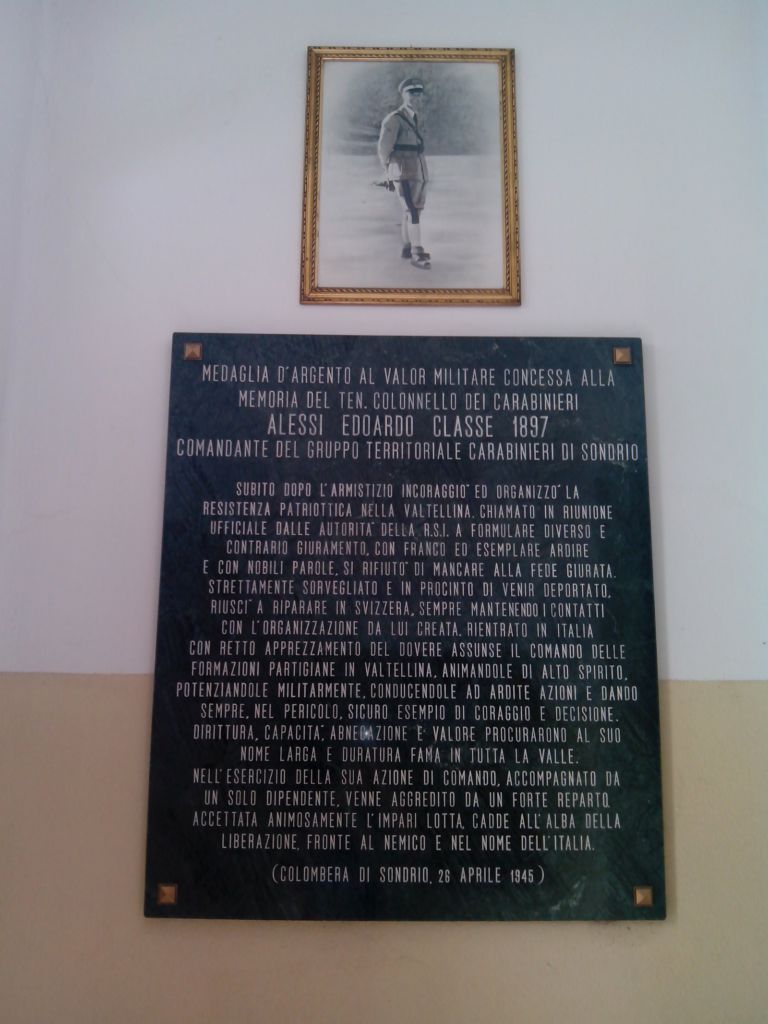 MEDAGLIA D'ARGENTO AL VALOR MILITARE CONCESSA ALLA
MEMORIA DEL TEN. COLONNELLO DEI CARABINIERI
ALESSI EDOARDO CLASSE 1897
COMANDANTE DEL GRUPPO TERRITORIALE CARABINIERI DI SONDRIO
SUBITO DOPO L'ARMISTIZIO INCORAGGIO' ED ORGANIZZO' LA
RESISTENZA PATRIOTTICA NELLA VALTELLINA. CHIAMATO IN RIUNIONE
UFFICIALE DALLE AUTORITA' DELLA R.S.I. A FORMULARE DIVERSO E
CONTRARIO GIURAMENTO, CON FRANCO ED ESEMPLARE ARDIRE
E CON NOBILI PAROLE, SI RIFIUTO' DI MANCARE ALLA FEDE GIURATA.
STRETTAMENTE SORVEGLIATO E IN PROCINTO DI VENIR DEPORTATO,
RIUSCI' A RIPARARE IN SVIZZERA, SEMPRE MANTENENDO I CONTATTI
CON L'ORGANIZZAZIONE DA LUI CREATA. RIENTRATO IN ITALIA
CON RETTO APPREZZAMENTO DEL DOVERE ASSUNSE IL COMANDO DELLE
FORMAZIONI PARTIGIANE IN VALTELLINA, ANIMANDOLE DI ALTO SPIRITO,
POTENZIANDOLE MILITARMENTE, CONDUCENDOLE AD ARDITE AZIONI E DANDO
SEMPRE, NEL PERICOLO, SICURO ESEMPIO DI CORAGGIO E DECISIONE.
DIRITTURA, CAPACITA', ABNEGAZIONE E VALORE PROCURARONO AL SUO
NOME LARGA E DURATURA FAMA IN TUTTA LA VALLE.
NELL'ESERCIZIO DELLA SUA AZIONE DI COMANDO, ACCOMPAGNATO DA
UN SOLO DIPENDENTE, VENNE AGGREDITO DA UN FORTE REPARTO.
ACCETTATA ANIMOSAMENTE L'IMPARI LOTTA, CADDE ALL'ALBA DELLA
LIBERAZIONE, FRONTE AL NEMICO E NEL NOME DELL'ITALIA.
(COLOMBERA DI SONDRIO, 26 APRILE 1945)